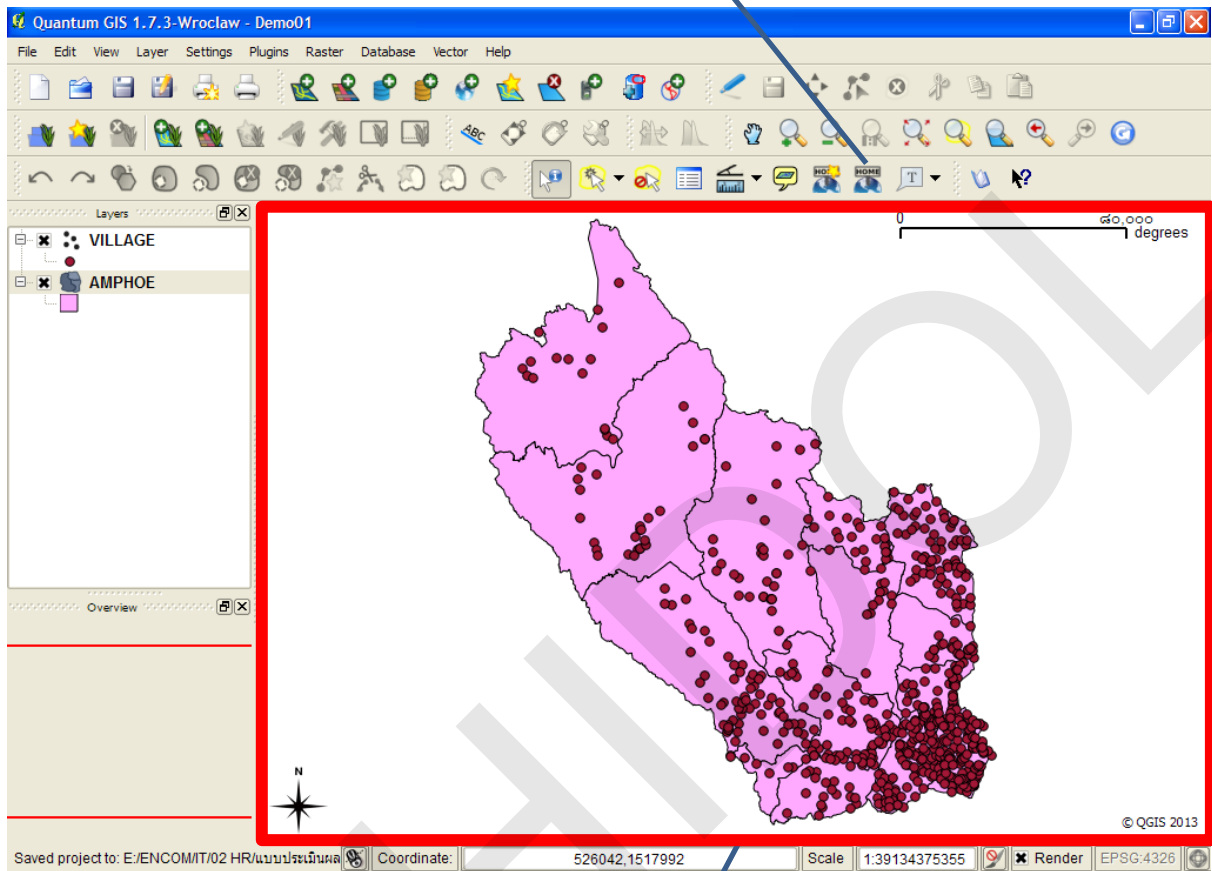 Quantum GIS 1.7.3-Wroclaw - Demo01
File Edit View Layer Settings Plugins Raster Database Vector Help
ABC
HOME
T
Layers
VILLAGE
AMPHOE
Overview
0 ๘๐,๐๐๐
degrees
N
© QGIS 2013
Saved project to: E:/ENCOM/IT/02 HR/แบบประเมินผล Coordinate: 526042,1517992 Scale 1:39134375355 Render EPSG:4326
HIDOL